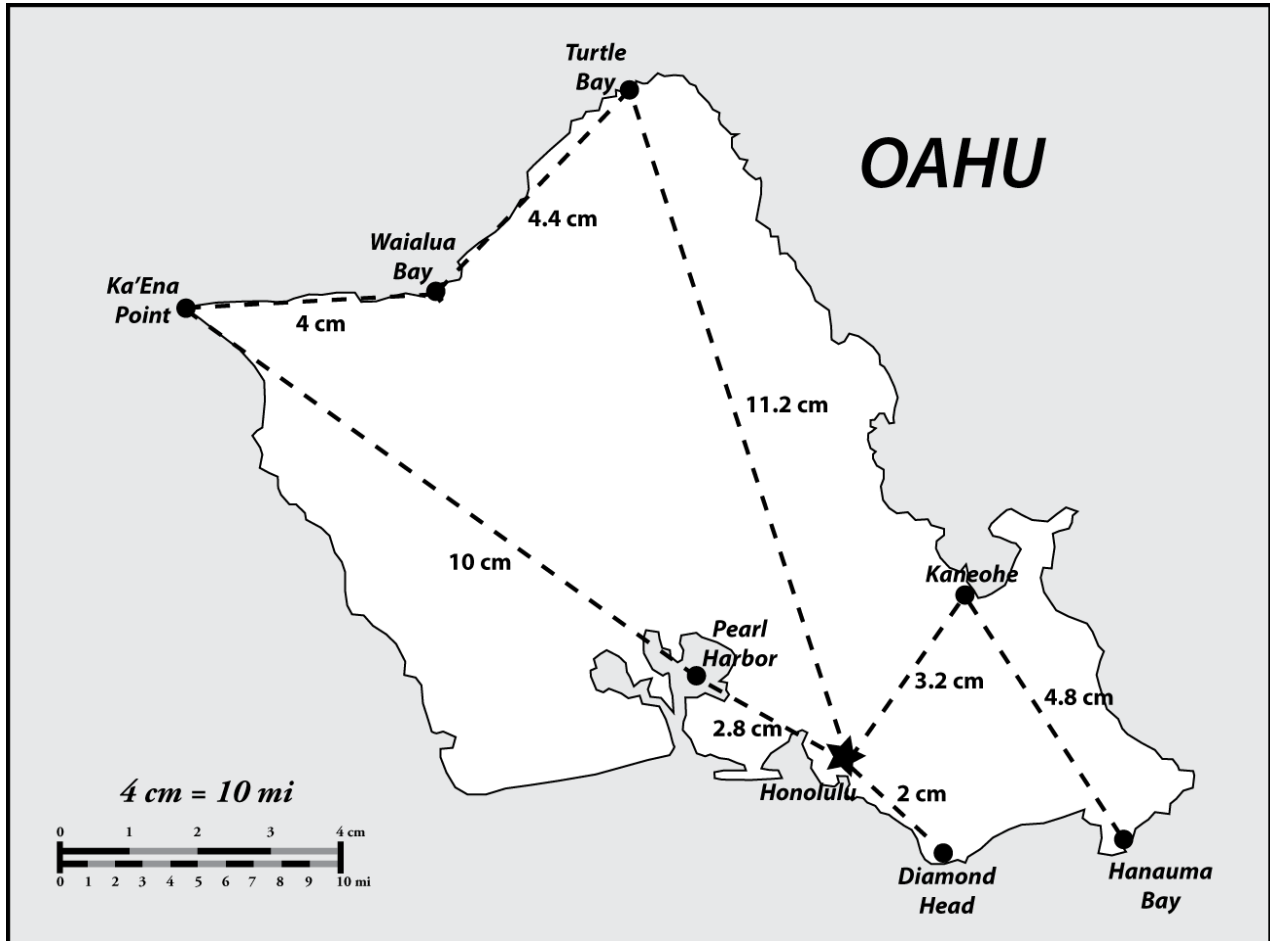 Turtle
Bay
OAHU
4.4 cm
Waialua
Bay
Ka'Ena
Point
4 cm
11.2 cm
10 cm
Kaneohe
Pearl
Harbor
3.2 cm
4.8 cm
2.8 cm
4 cm = 10 mi
Honolulu
2 cm
0 1 2 3 4 cm
0 1 2 3 4 5 6 7 8 9 10 mi
Diamond
Head
Hanauma
Bay